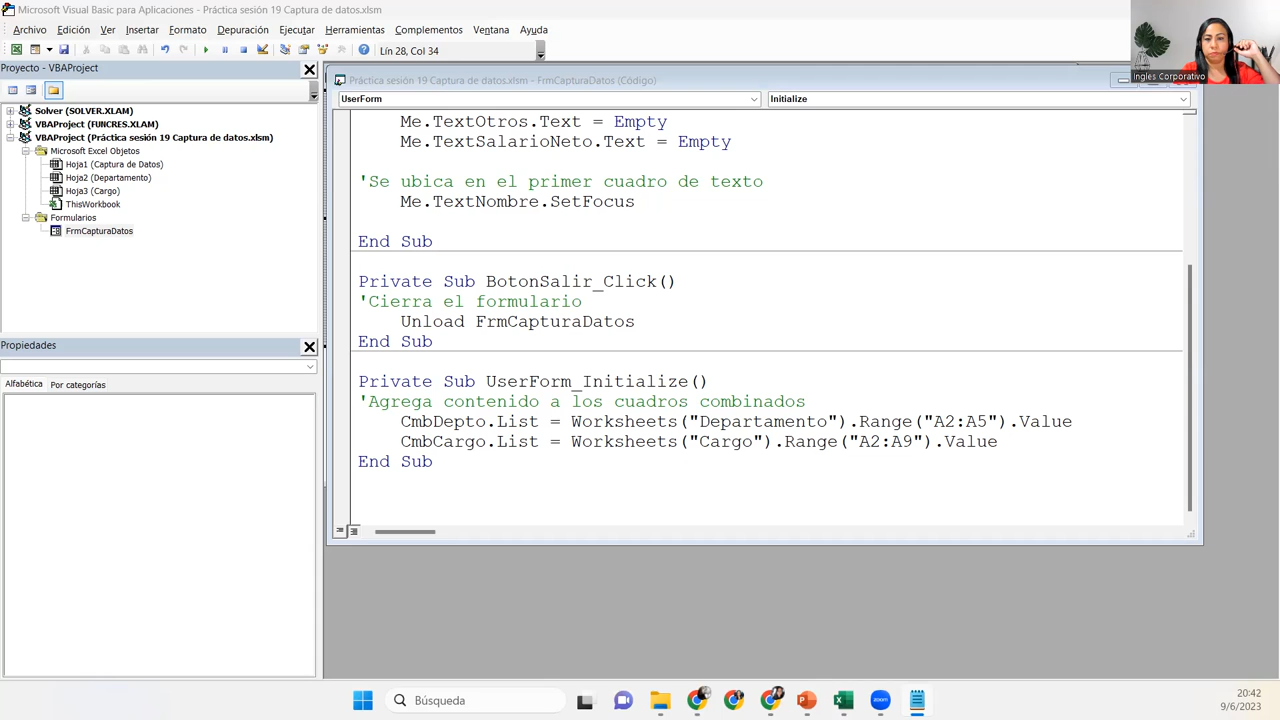 Microsoft Visual Basic para Aplicaciones - Práctica sesión 19 Captura de datos.xlsm
Archivo Edición Ver Insertar Formato Depuración Ejecutar Herramientas Complementos Ventana Ayuda
Lín 28, Col 34
Ingles Corporativo
Proyecto - VBAProject
Solver (SOLVER.XLAM)
VBAProject (FUNCRES.XLAM)
VBAProject (Práctica sesión 19 Captura de datos.xlsm)
Microsoft Excel Objetos
Hoja1 (Captura de Datos)
Hoja2 (Departamento)
Hoja3 (Cargo)
ThisWorkbook
Formularios
FrmCapturaDatos
Propiedades
Alfabética Por categorías
Práctica sesión 19 Captura de datos.xlsm - FrmCapturaDatos (Código)
UserForm Initialize
Me.TextOtros.Text = Empty
Me.TextSalarioNeto.Text = Empty
'Se ubica en el primer cuadro de texto
Me.TextNombre.SetFocus
End Sub
Private Sub BotonSalir_Click()
'Cierra el formulario
Unload FrmCapturaDatos
End Sub
Private Sub UserForm_Initialize()
'Agrega contenido a los cuadros combinados
CmbDepto.List = Worksheets("Departamento").Range("A2:A5").Value
CmbCargo.List = Worksheets("Cargo").Range("A2:A9").Value
End Sub
Búsqueda
zoom
20:42
9/6/2023